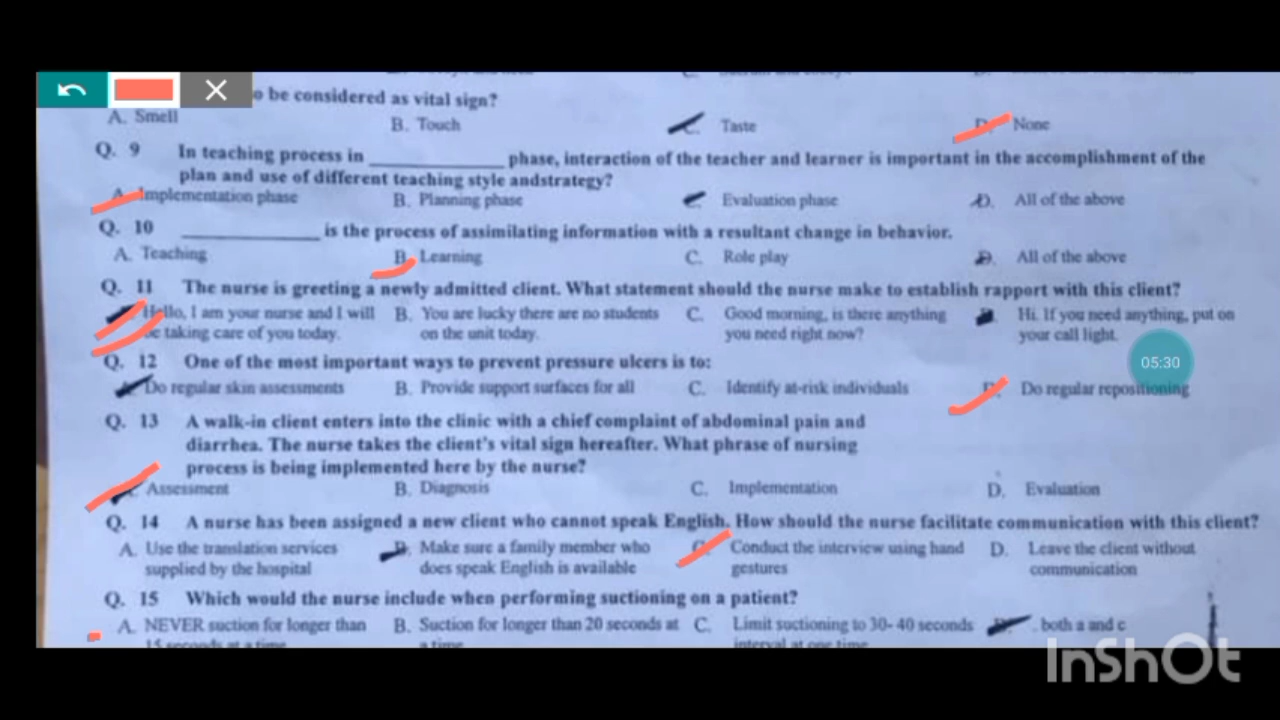 o be considered as vital sign?
A. Smell B. Touch C. Taste D. None
Q. 9 In teaching process in ____________ phase, interaction of the teacher and learner is important in the accomplishment of the
plan and use of different teaching style andstrategy?
A. Implementation phase B. Planning phase C. Evaluation phase D. All of the above
Q. 10 ____________ is the process of assimilating information with a resultant change in behavior.
A. Teaching B. Learning C. Role play D. All of the above
Q. 11 The nurse is greeting a newly admitted client. What statement should the nurse make to establish rapport with this client?
Hello, I am your nurse and I will B. You are lucky there are no students C. Good morning, is there anything Hi. If you need anything, put on
be taking care of you today. on the unit today. you need right now? your call light.
05:30
Q. 12 One of the most important ways to prevent pressure ulcers is to:
Do regular skin assessments B. Provide support surfaces for all C. Identify at-risk individuals D. Do regular repositioning
Q. 13 A walk-in client enters into the clinic with a chief complaint of abdominal pain and
diarrhea. The nurse takes the client's vital sign hereafter. What phrase of nursing
process is being implemented here by the nurse?
Assessment B. Diagnosis C. Implementation D. Evaluation
Q. 14 A nurse has been assigned a new client who cannot speak English. How should the nurse facilitate communication with this client?
A. Use the translation services B. Make sure a family member who C. Conduct the interview using hand D. Leave the client without
supplied by the hospital does speak English is available gestures communication
Q. 15 Which would the nurse include when performing suctioning on a patient?
A. NEVER suction for longer than B. Suction for longer than 20 seconds at C. Limit suctioning to 30- 40 seconds . both a and c
15 seconds at a time a time interval at one time
InShOt